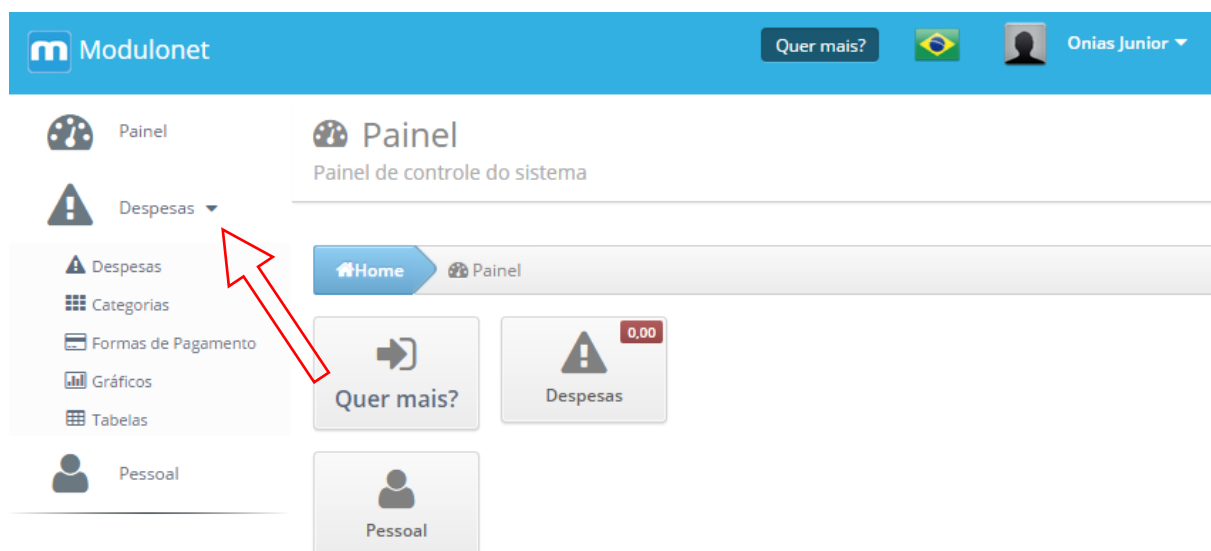 m Modulonet
Quer mais?
Onias Junior
Painel
Despesas
Despesas
Categorias
Formas de Pagamento
Gráficos
Tabelas
Pessoal
Painel
Painel de controle do sistema
Home
Painel
Quer mais?
0,00
Despesas
Pessoal